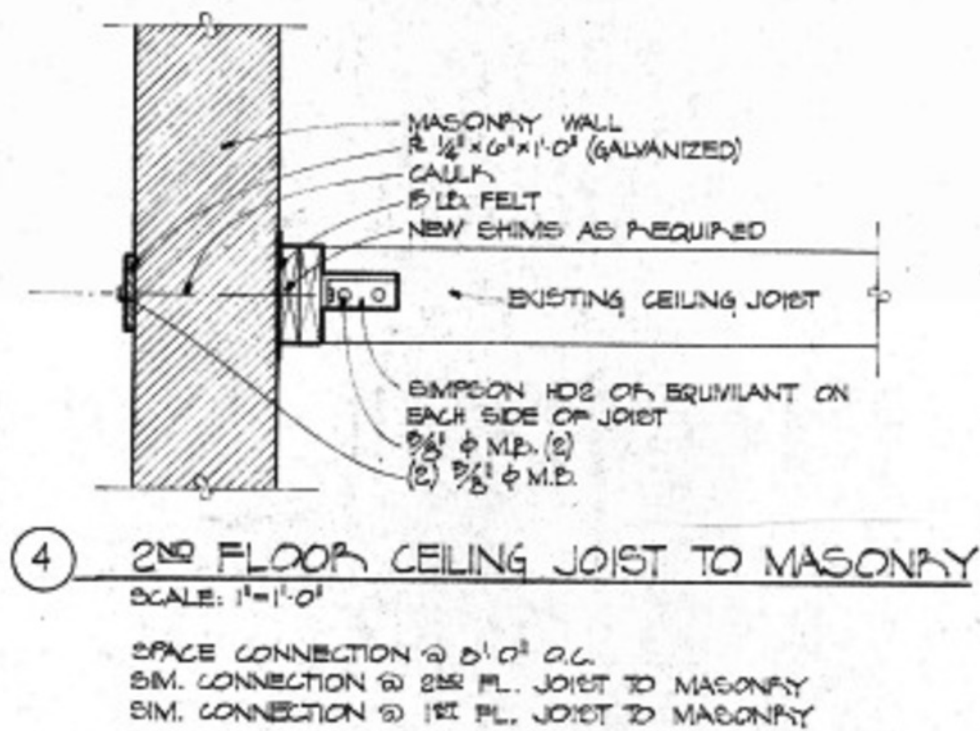 MASONRY WALL
PL 1/4" x 6" x 1'-0" (GALVANIZED)
CAULK
15 LB. FELT
NEW SHIMS AS REQUIRED
EXISTING CEILING JOIST
SIMPSON HD2 OR EQUIVILANT ON
EACH SIDE OF JOIST
5/8" φ M.B. (2)
(2) 5/8" φ M.B.
4
2ND FLOOR CEILING JOIST TO MASONRY
SCALE: 1"=1'-0"
SPACE CONNECTION @ O.C.
SIM. CONNECTION @ 2ND FL. JOIST TO MASONRY
SIM. CONNECTION @ 1ST FL. JOIST TO MASONRY